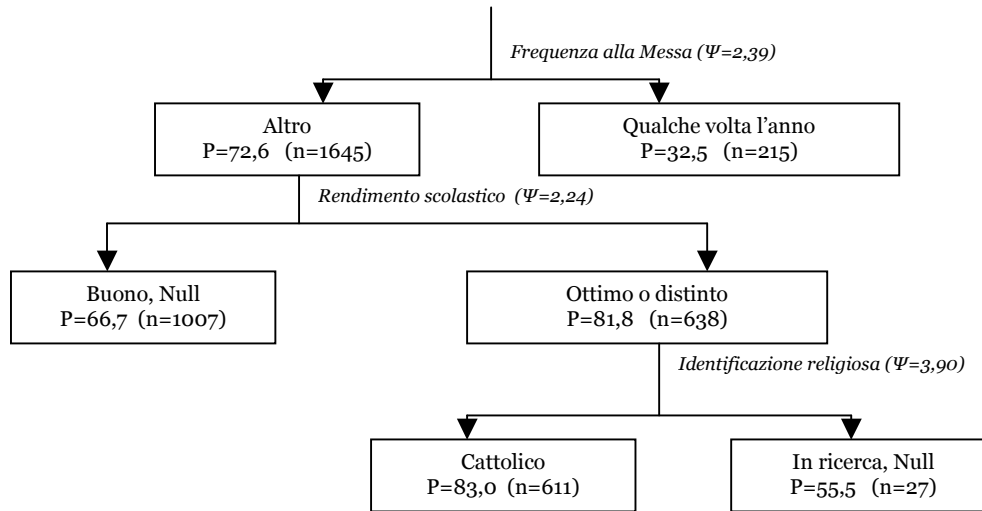 Frequenza alla Messa (Ψ=2,39)
Altro
P=72,6 (n=1645)
Qualche volta l’anno
P=32,5 (n=215)
Rendimento scolastico (Ψ=2,24)
Buono, Null
P=66,7 (n=1007)
Ottimo o distinto
P=81,8 (n=638)
Identificazione religiosa (Ψ=3,90)
Cattolico
P=83,0 (n=611)
In ricerca, Null
P=55,5 (n=27)